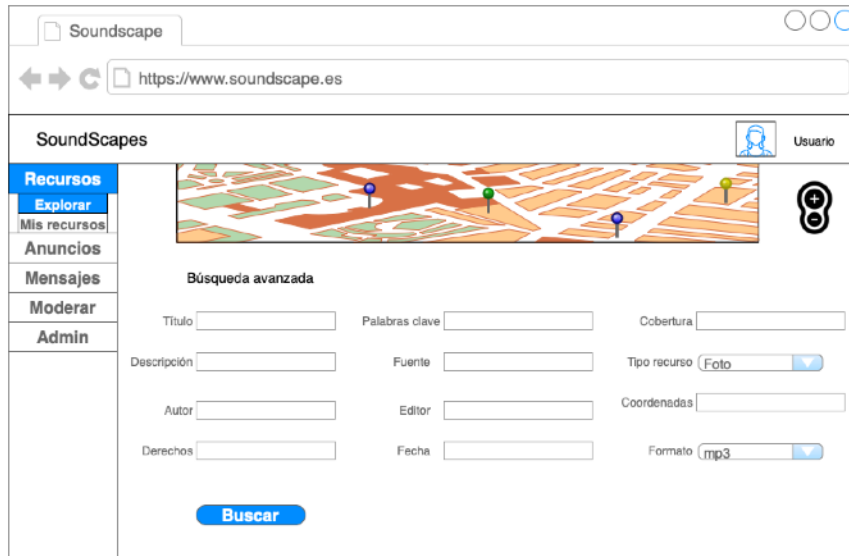 Soundscape
https://www.soundscape.es
SoundScapes
Usuario
Recursos
Explorar
Mis recursos
Anuncios
Mensajes
Moderar
Admin
Búsqueda avanzada
Título
Palabras clave
Cobertura
Descripción
Fuente
Tipo recurso Foto
Autor
Editor
Coordenadas
Derechos
Fecha
Formato mp3
Buscar